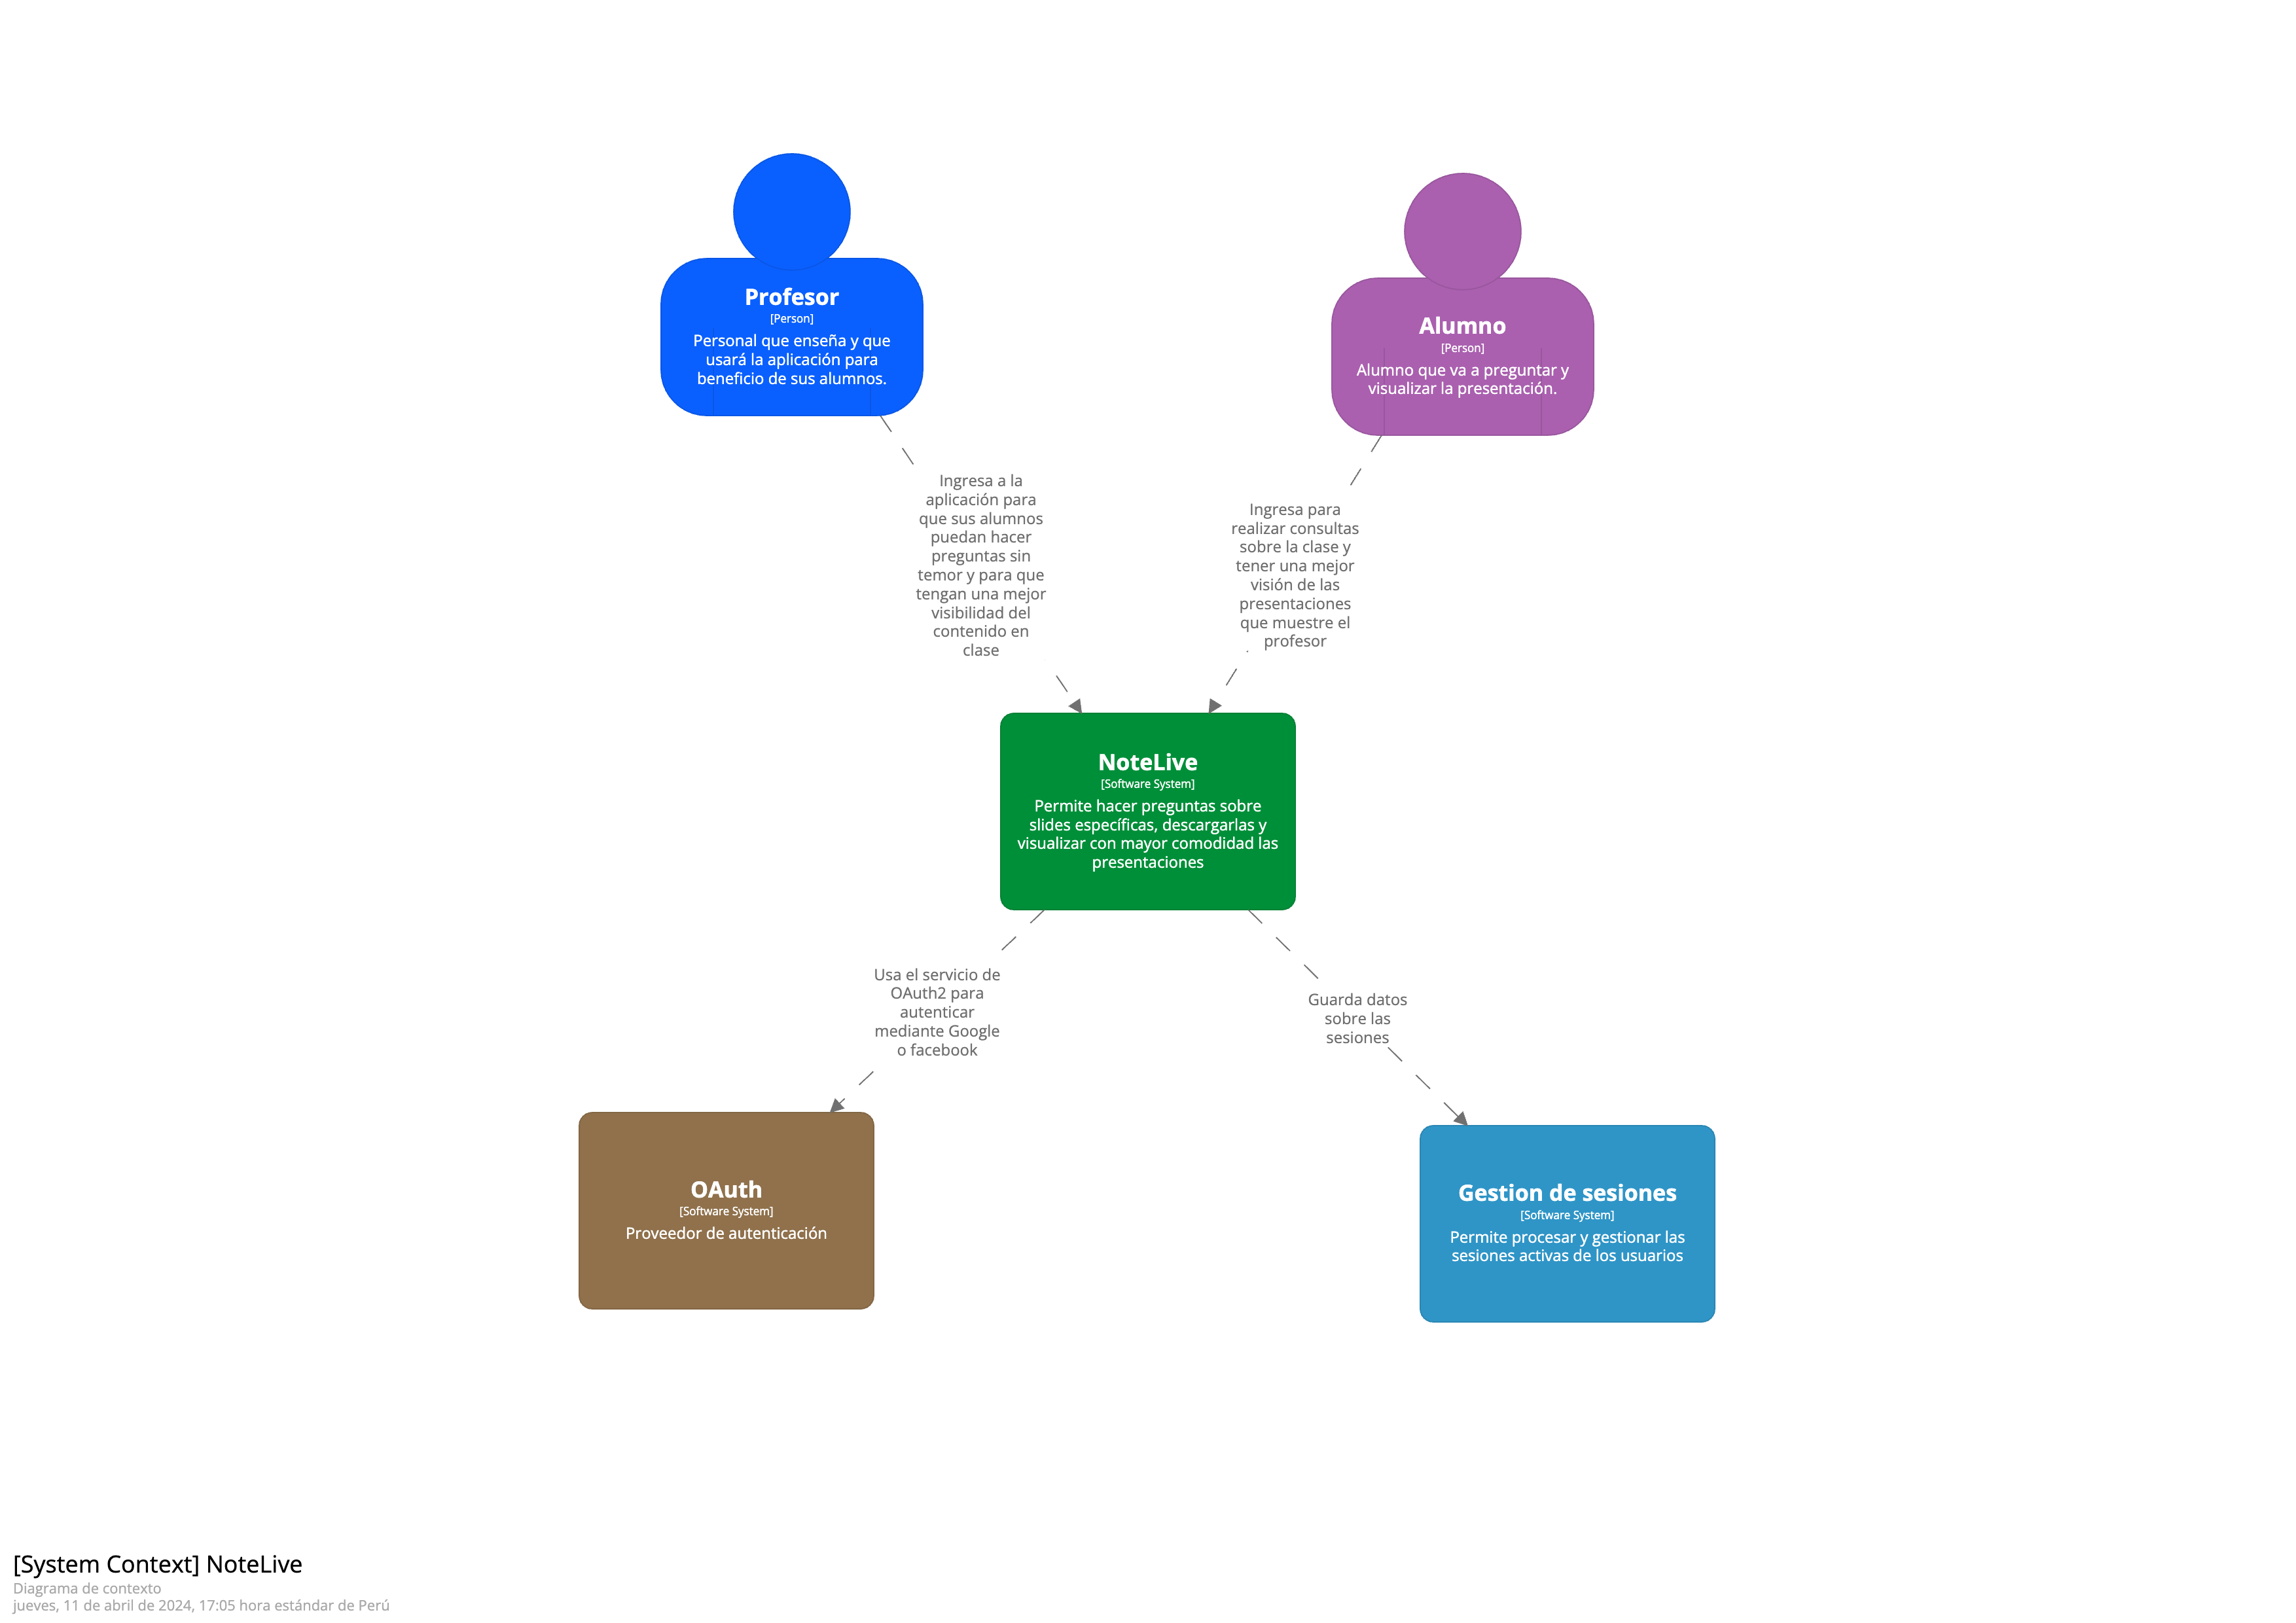 Profesor
[Person]
Personal que enseña y que
usará la aplicación para
beneficio de sus alumnos.
Alumno
[Person]
Alumno que va a preguntar y
visualizar la presentación.
Ingresa a la
aplicación para
que sus alumnos
puedan hacer
preguntas sin
temor y para que
tengan una mejor
visibilidad del
contenido en
clase
Ingresa para
realizar consultas
sobre la clase y
tener una mejor
visión de las
presentaciones
que muestre el
profesor
NoteLive
[Software System]
Permite hacer preguntas sobre
slides específicas, descargarlas y
visualizar con mayor comodidad las
presentaciones
Usa el servicio de
OAuth2 para
autenticar
mediante Google
o facebook
Guarda datos
sobre las
sesiones
OAuth
[Software System]
Proveedor de autenticación
Gestion de sesiones
[Software System]
Permite procesar y gestionar las
sesiones activas de los usuarios
[System Context] NoteLive
Diagrama de contexto
jueves, 11 de abril de 2024, 17:05 hora estándar de Perú